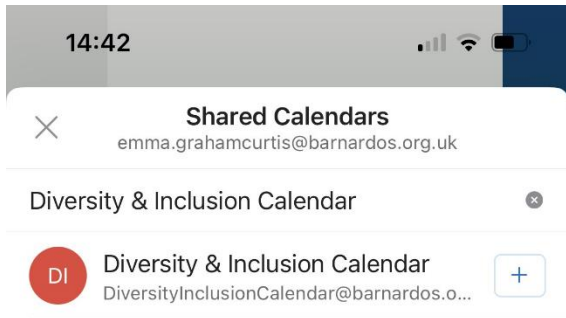 14:42
Shared Calendars
emma.grahamcurtis@barnardos.org.uk
Diversity & Inclusion Calendar
DI
Diversity & Inclusion Calendar
DiversityInclusionCalendar@barnardos.o...